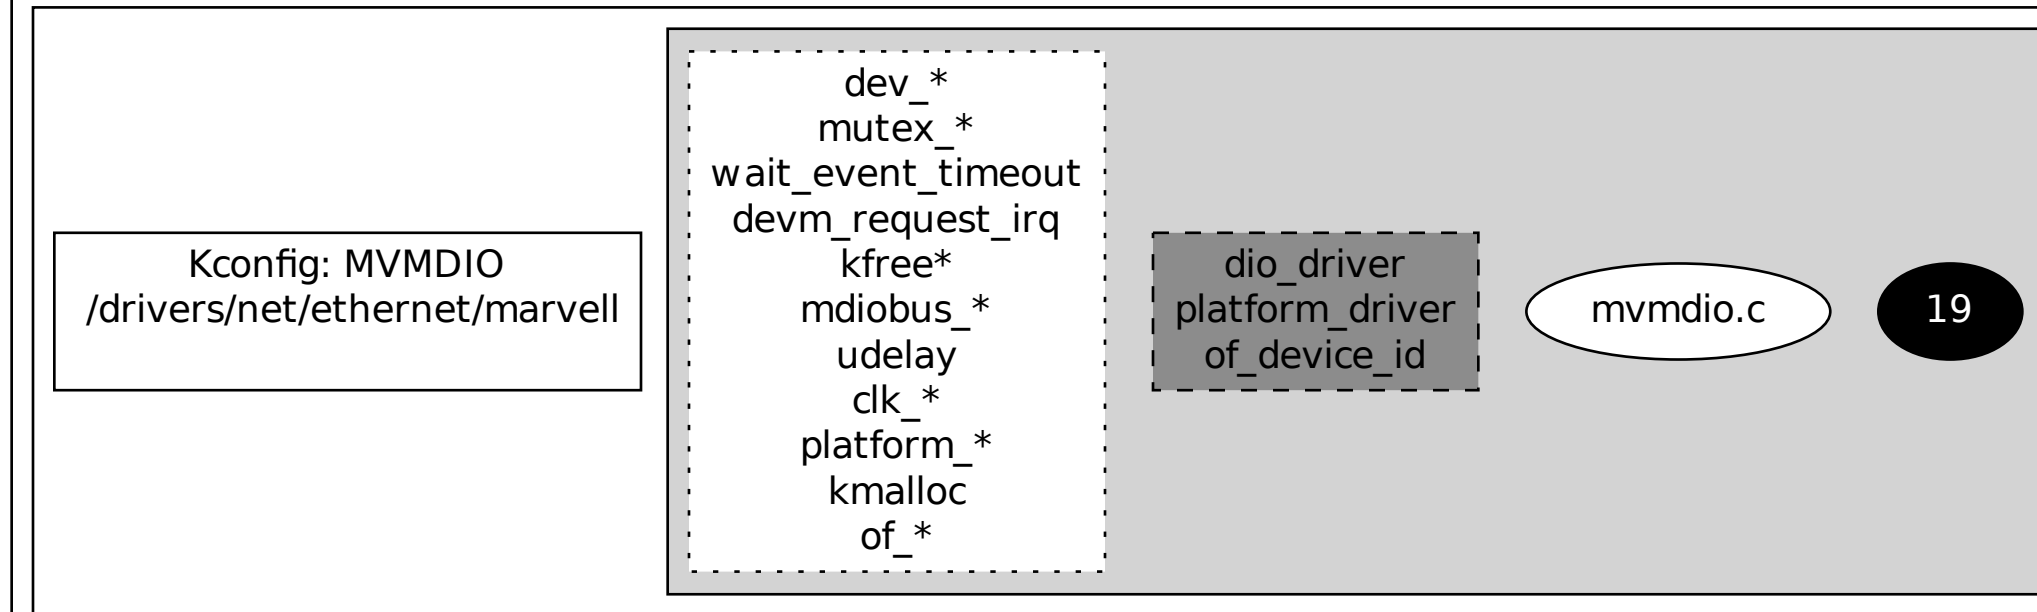 Kconfig: MVMDIO
/drivers/net/ethernet/marvell
dev_*
mutex_*
wait_event_timeout
devm_request_irq
kfree*
mdiobus_*
udelay
clk_*
platform_*
kmalloc
of_*
dio_driver
platform_driver
of_device_id
mvmdio.c
19